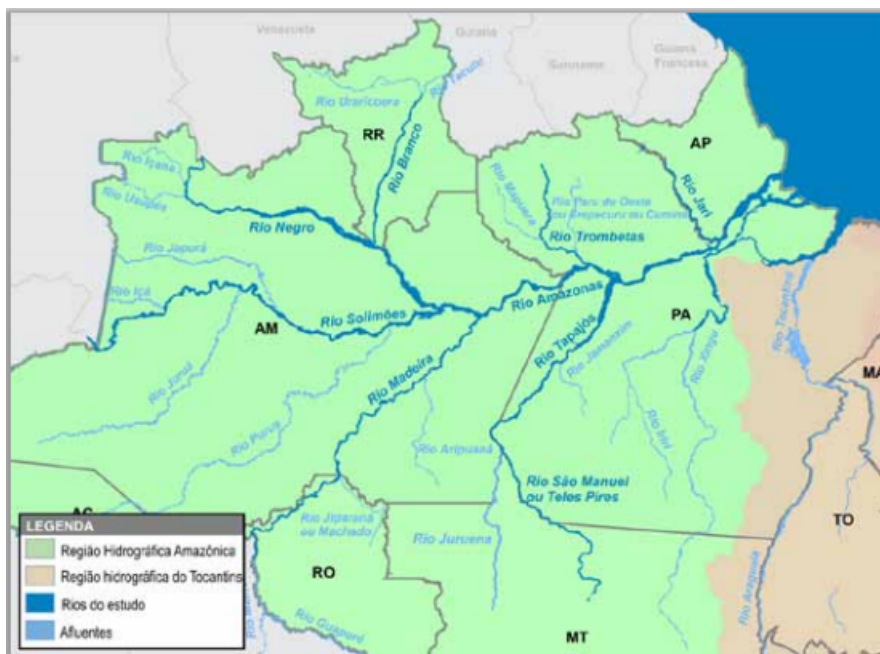 Venezuela
Guiana
Suriname
Guiana
Francesa
Rio Tacutu
Rio Uraricoera
RR
Rio Branco
AP
Rio Içana
Rio Uaupés
Rio Mapuera
Rio Paru de Oeste
ou Erepecuru ou Cuminá
Rio Jari
Rio Negro
Rio Trombetas
Rio Japurá
Rio Içá
Rio Solimões
Rio Amazonas
AM
PA
Rio Tapajós
Rio Jamanxim
Rio Tocantins
Rio Xingu
MA
Rio Madeira
Rio Juruá
Rio Purus
Rio Iriri
Rio Aripuanã
Rio São Manuel
ou Teles Piros
AC
Rio Jiparaná
ou Machado
Rio Juruena
TO
RO
Rio Araguaia
Rio Guaporé
MT
LEGENDA
Região Hidrográfica Amazônica
Região hidrográfica do Tocantins
Rios do estudo
Afluentes